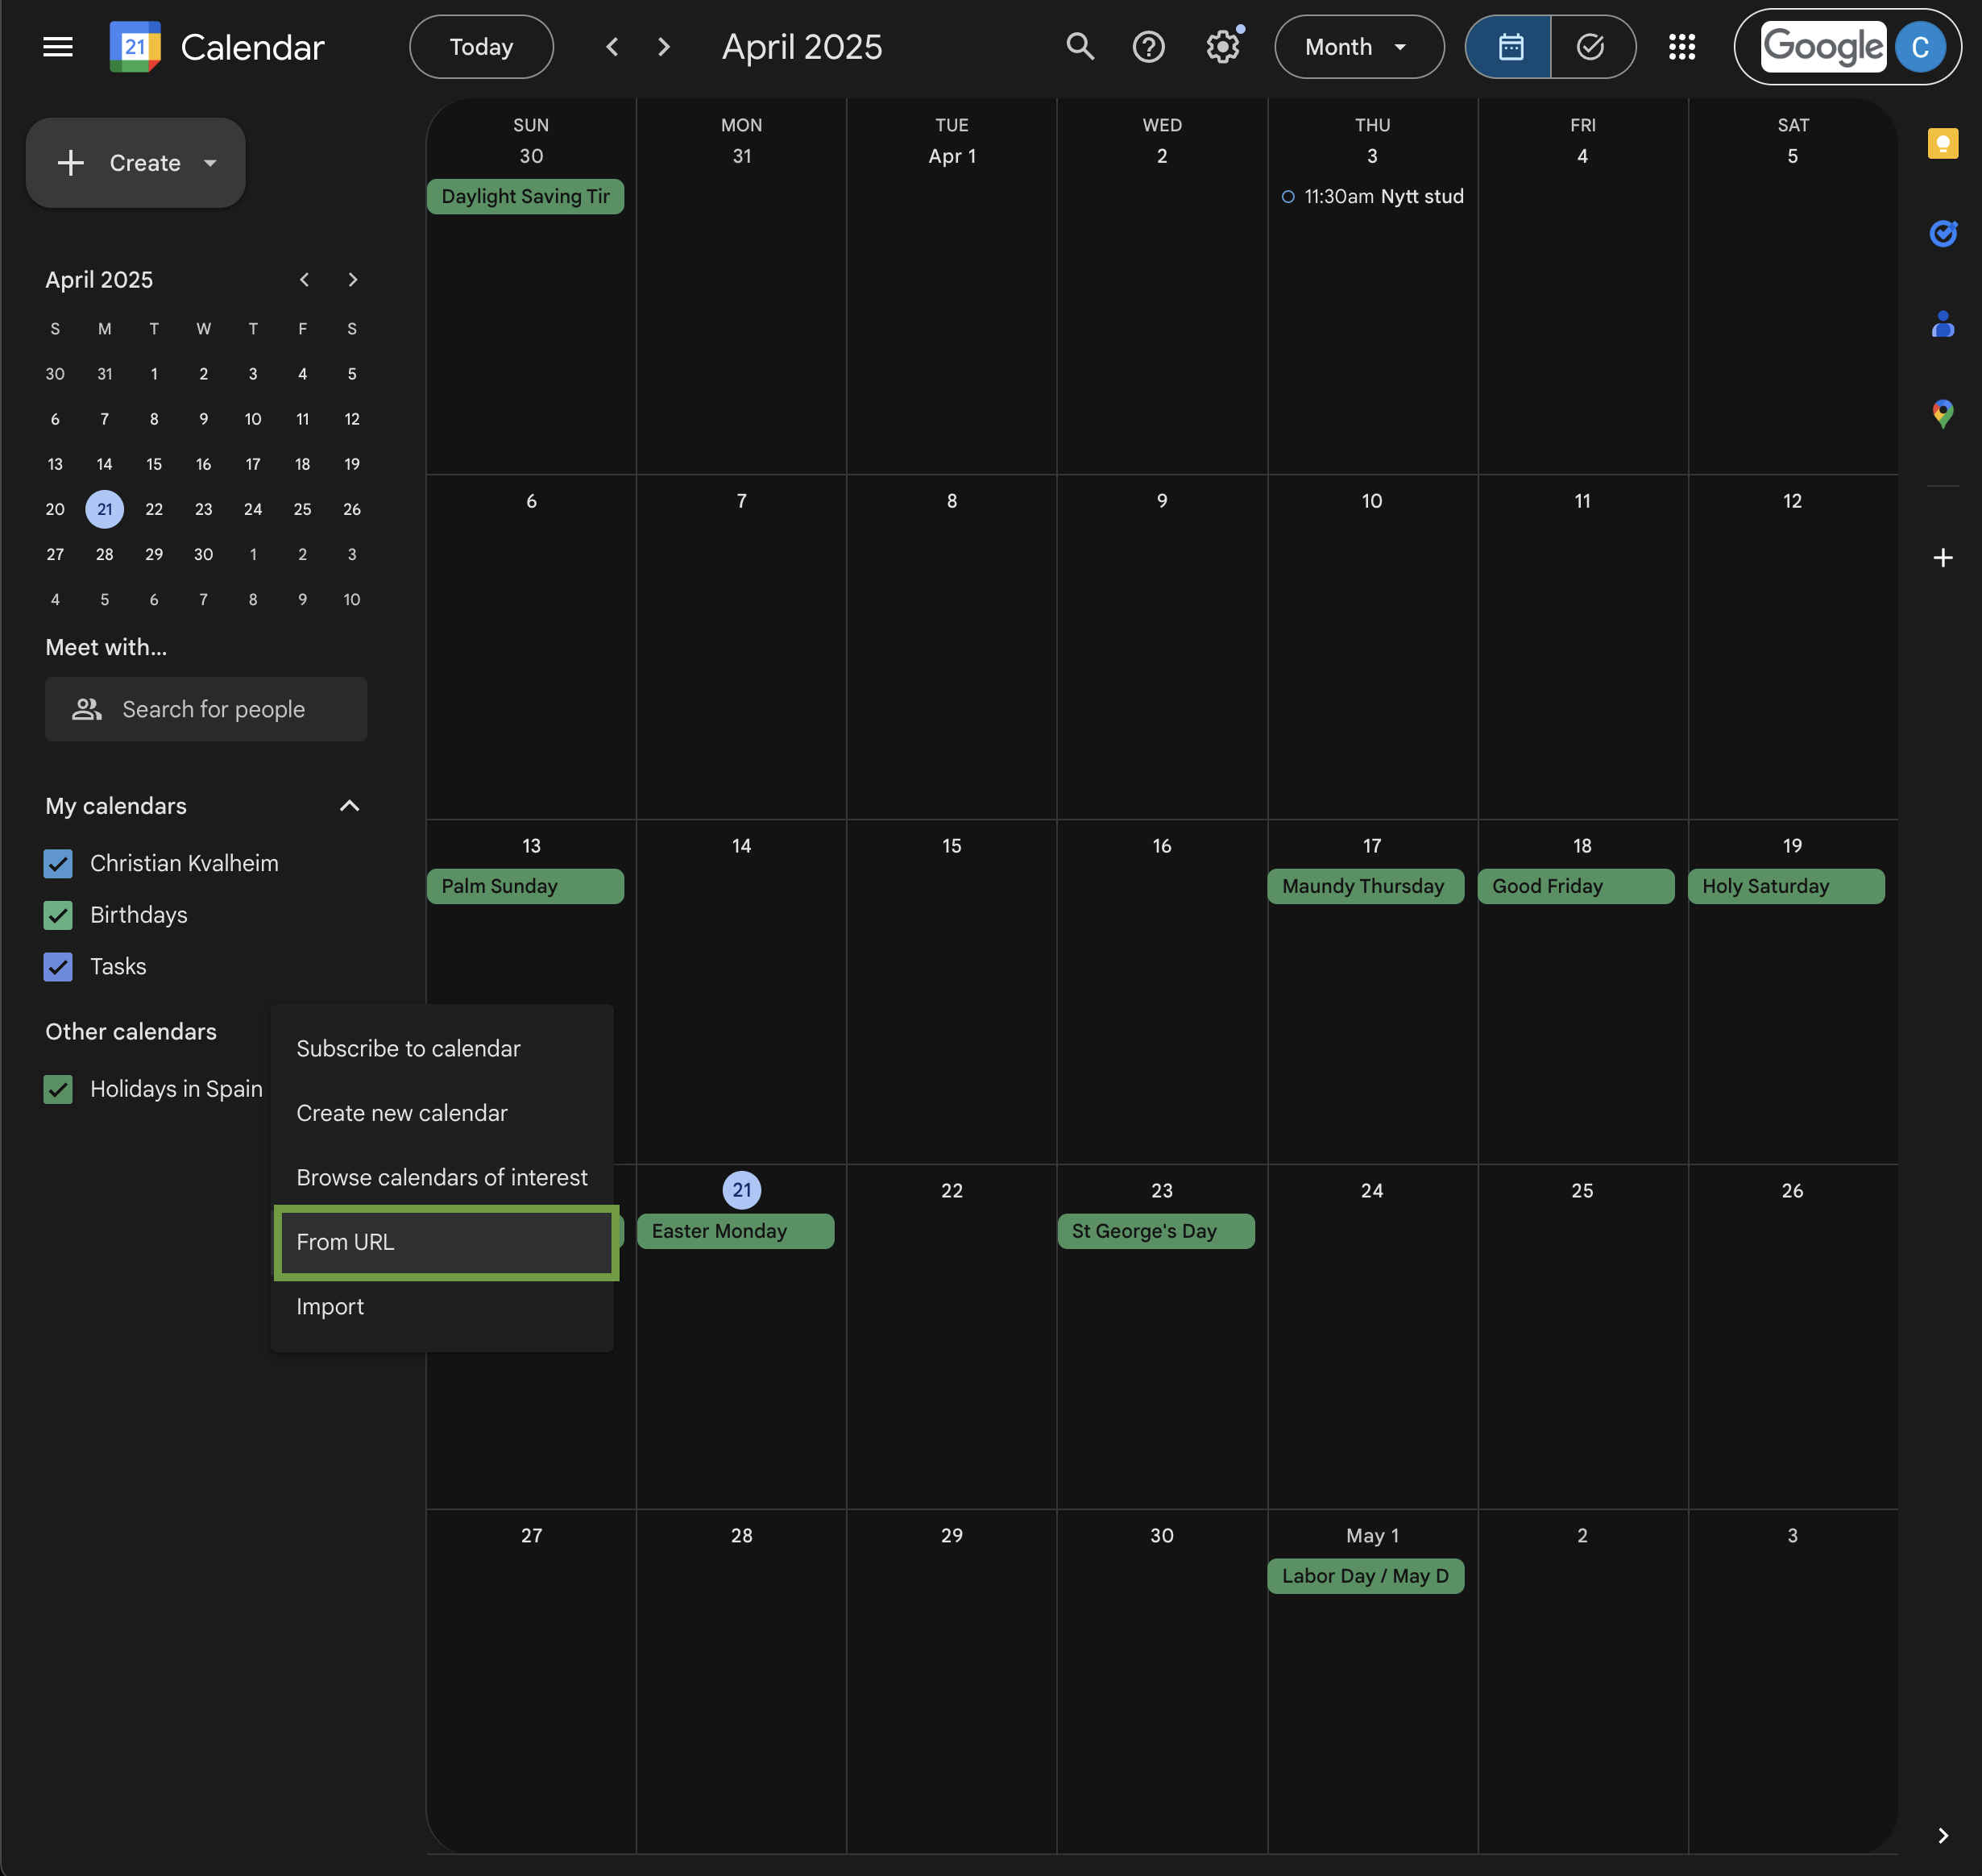 21 Calendar Today April 2025 Month Google C
Create
April 2025
S M T W T F S
30 31 1 2 3 4 5
6 7 8 9 10 11 12
13 14 15 16 17 18 19
20 21 22 23 24 25 26
27 28 29 30 1 2 3
4 5 6 7 8 9 10
Meet with...
Search for people
My calendars
Christian Kvalheim
Birthdays
Tasks
Other calendars
Holidays in Spain
Subscribe to calendar
Create new calendar
Browse calendars of interest
From URL
Import
SUN MON TUE WED THU FRI SAT
30 31 Apr 1 2 3 4 5
Daylight Saving Tir
11:30am Nytt stud
6 7 8 9 10 11 12
13 14 15 16 17 18 19
Palm Sunday Maundy Thursday Good Friday Holy Saturday
21 22 23 24 25 26
Easter Monday St George's Day
27 28 29 30 May 1 2 3
Labor Day / May D